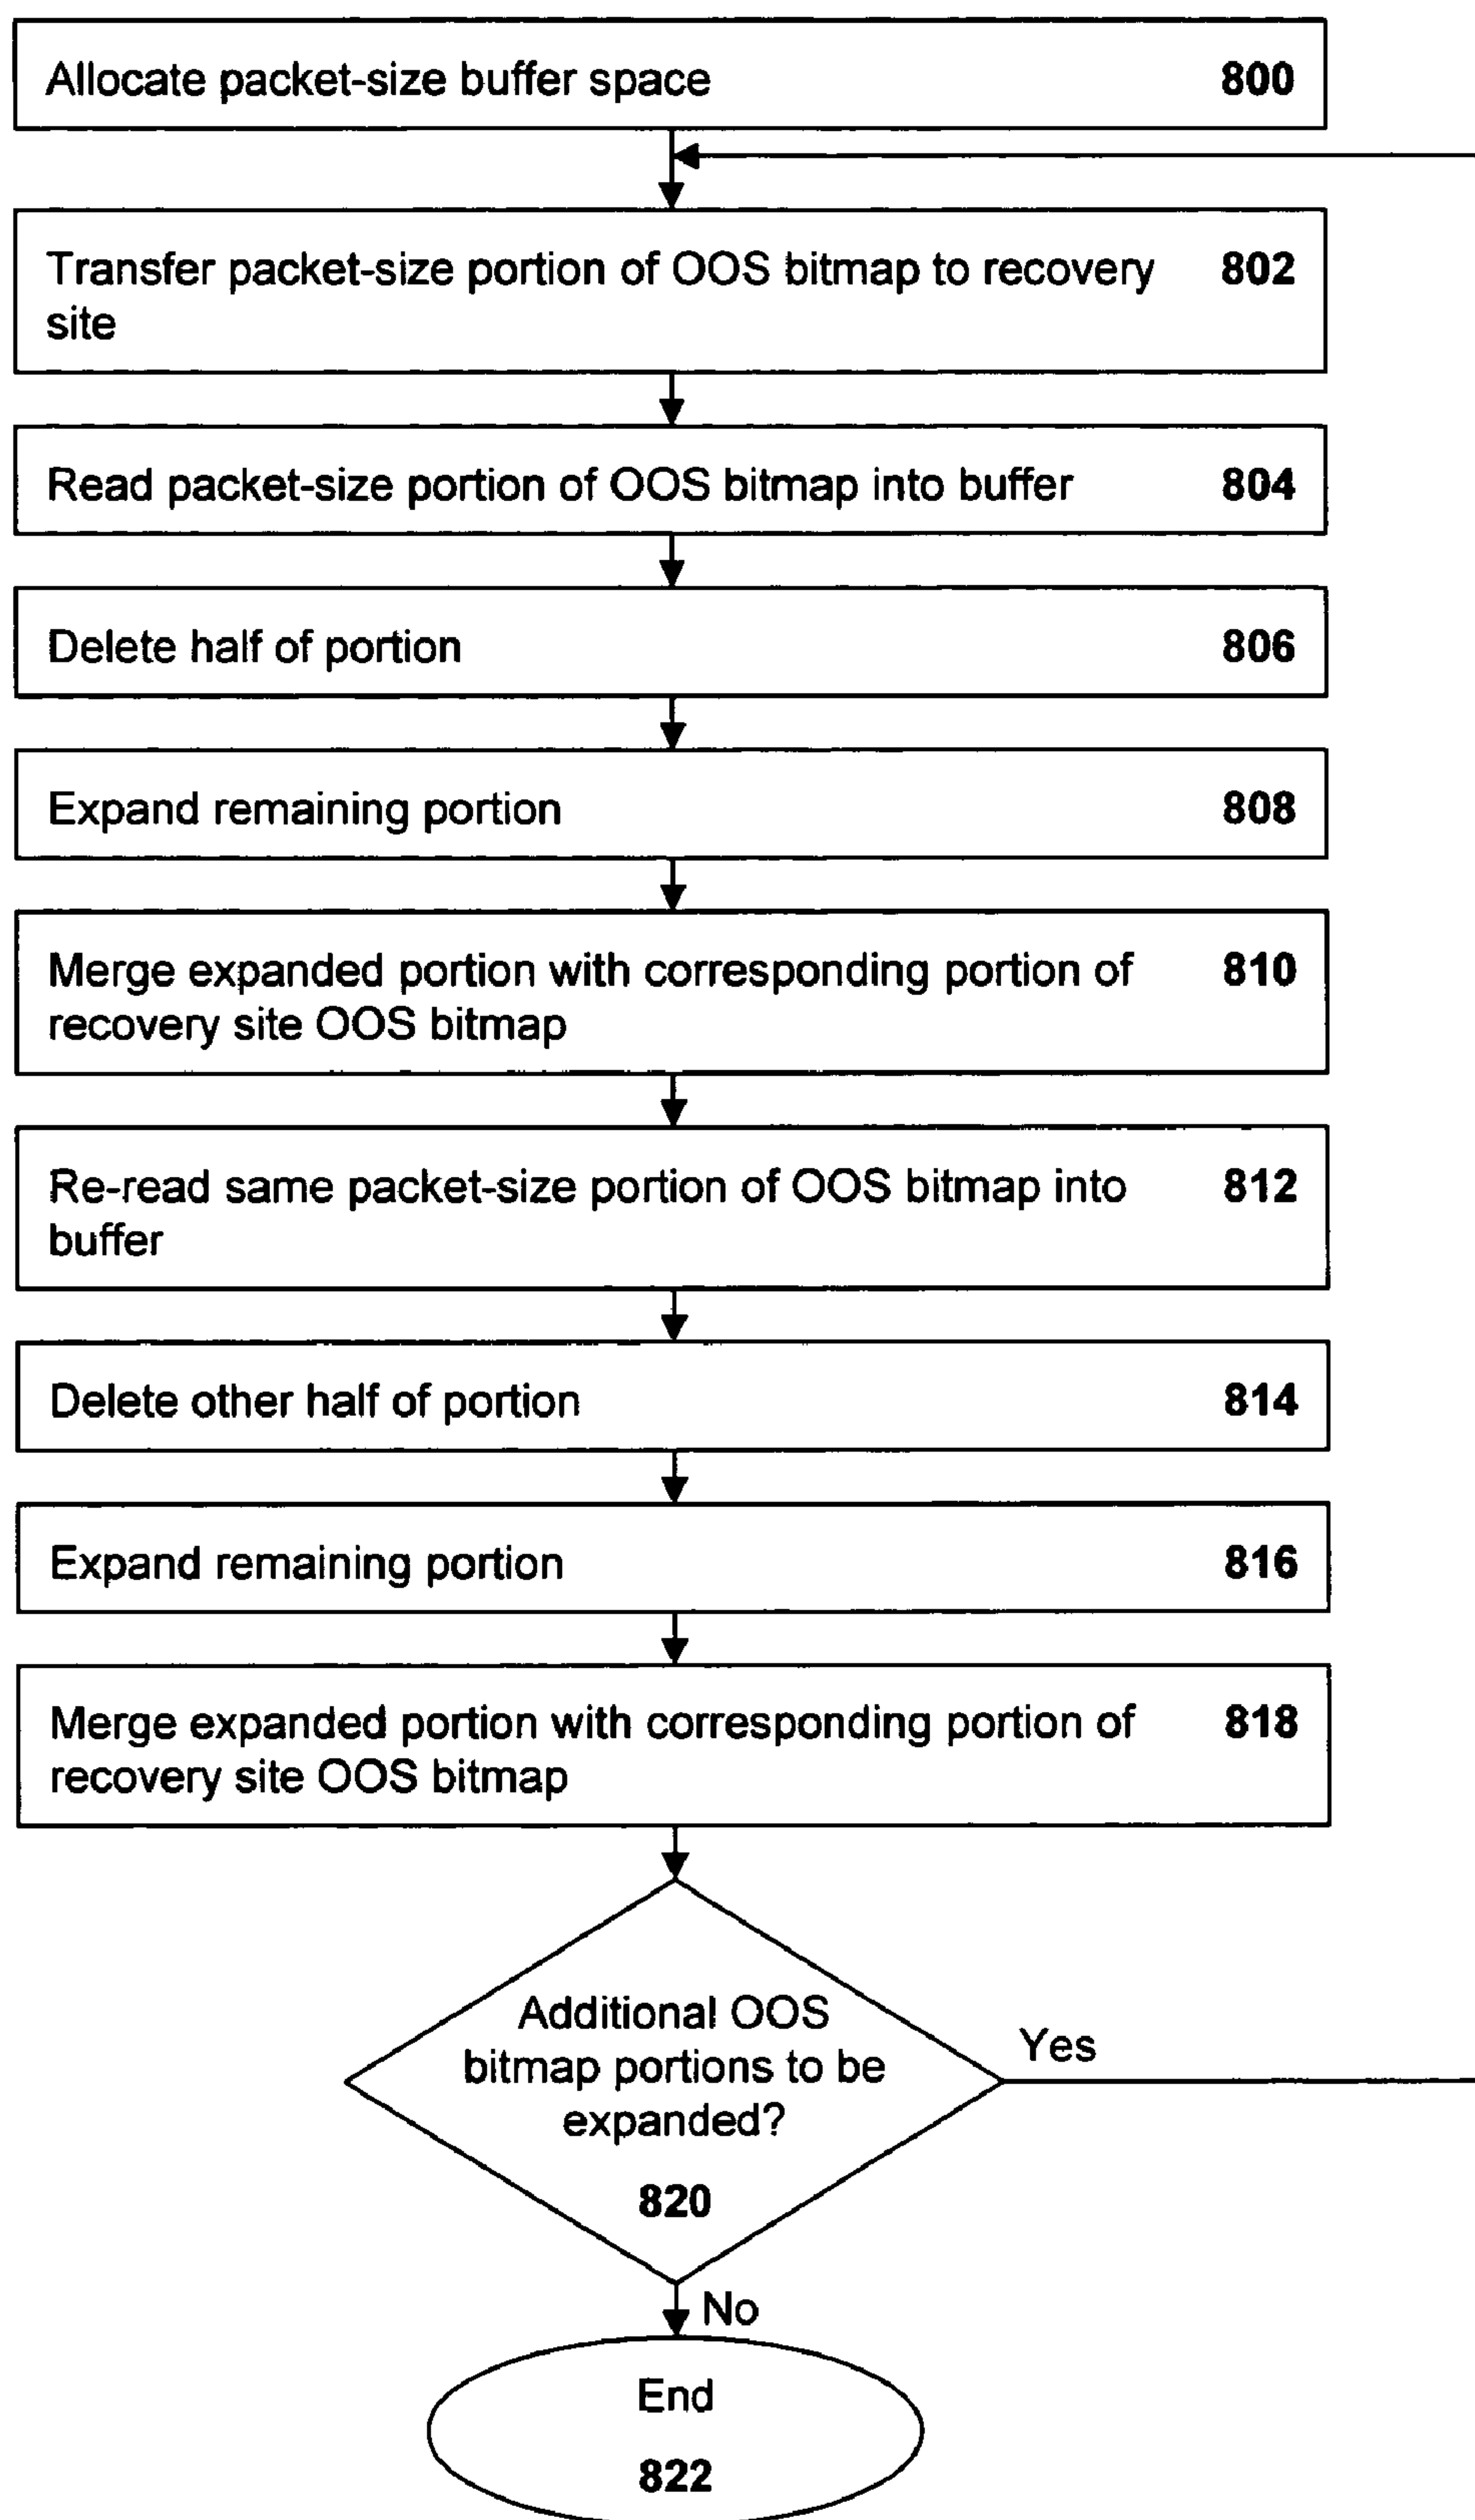 Allocate packet-size buffer space 800
Transfer packet-size portion of OOS bitmap to recovery 802
site
Read packet-size portion of OOS bitmap into buffer 804
Delete half of portion 806
Expand remaining portion 808
Merge expanded portion with corresponding portion of 810
recovery site OOS bitmap
Re-read same packet-size portion of OOS bitmap into 812
buffer
Delete other half of portion 814
Expand remaining portion 816
Merge expanded portion with corresponding portion of 818
recovery site OOS bitmap
Additional OOS
bitmap portions to be
expanded?
820
Yes
No
End
822